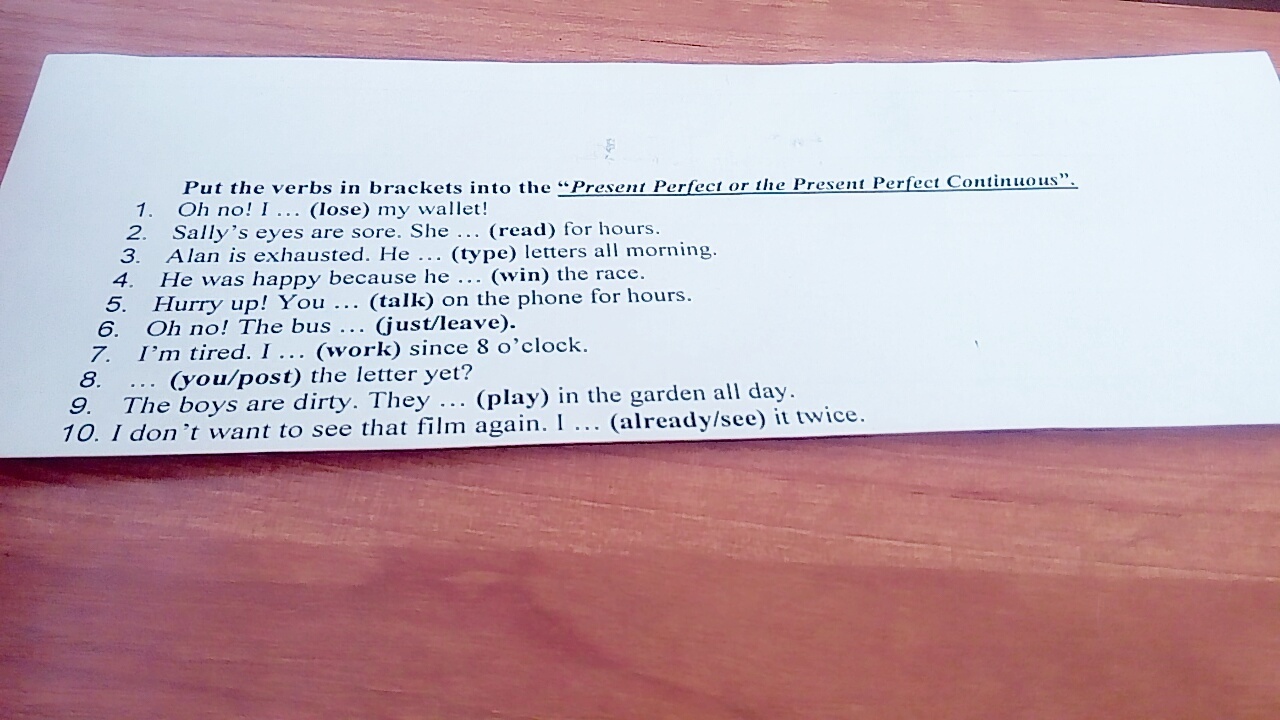 Put the verbs in brackets into the “Present Perfect or the Present Perfect Continuous”.
1. Oh no! I ... (lose) my wallet!
2. Sally’s eyes are sore. She ... (read) for hours.
3. Alan is exhausted. He ... (type) letters all morning.
4. He was happy because he ... (win) the race.
5. Hurry up! You ... (talk) on the phone for hours.
6. Oh no! The bus ... (just/leave).
7. I’m tired. I ... (work) since 8 o’clock.
8. ... (you/post) the letter yet?
9. The boys are dirty. They ... (play) in the garden all day.
10. I don’t want to see that film again. I ... (already/see) it twice.